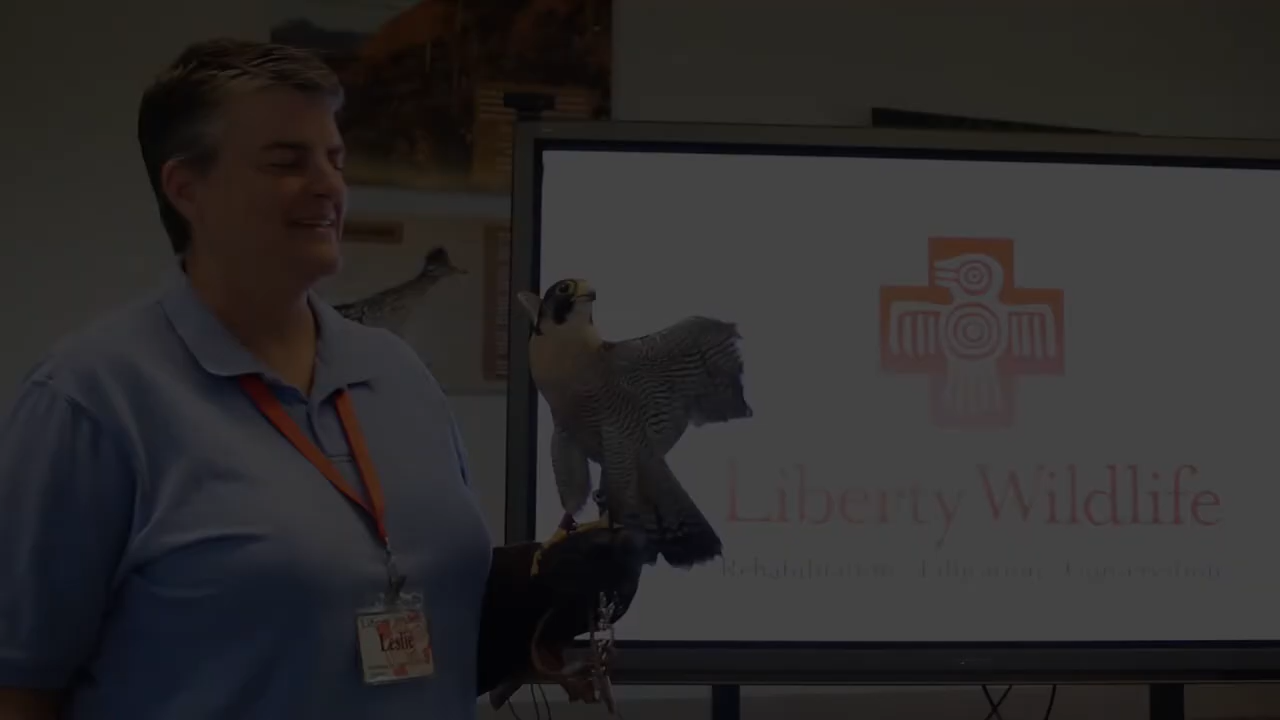 Liberty Wildlife
Rehabilitation Education Conservation
Leslie